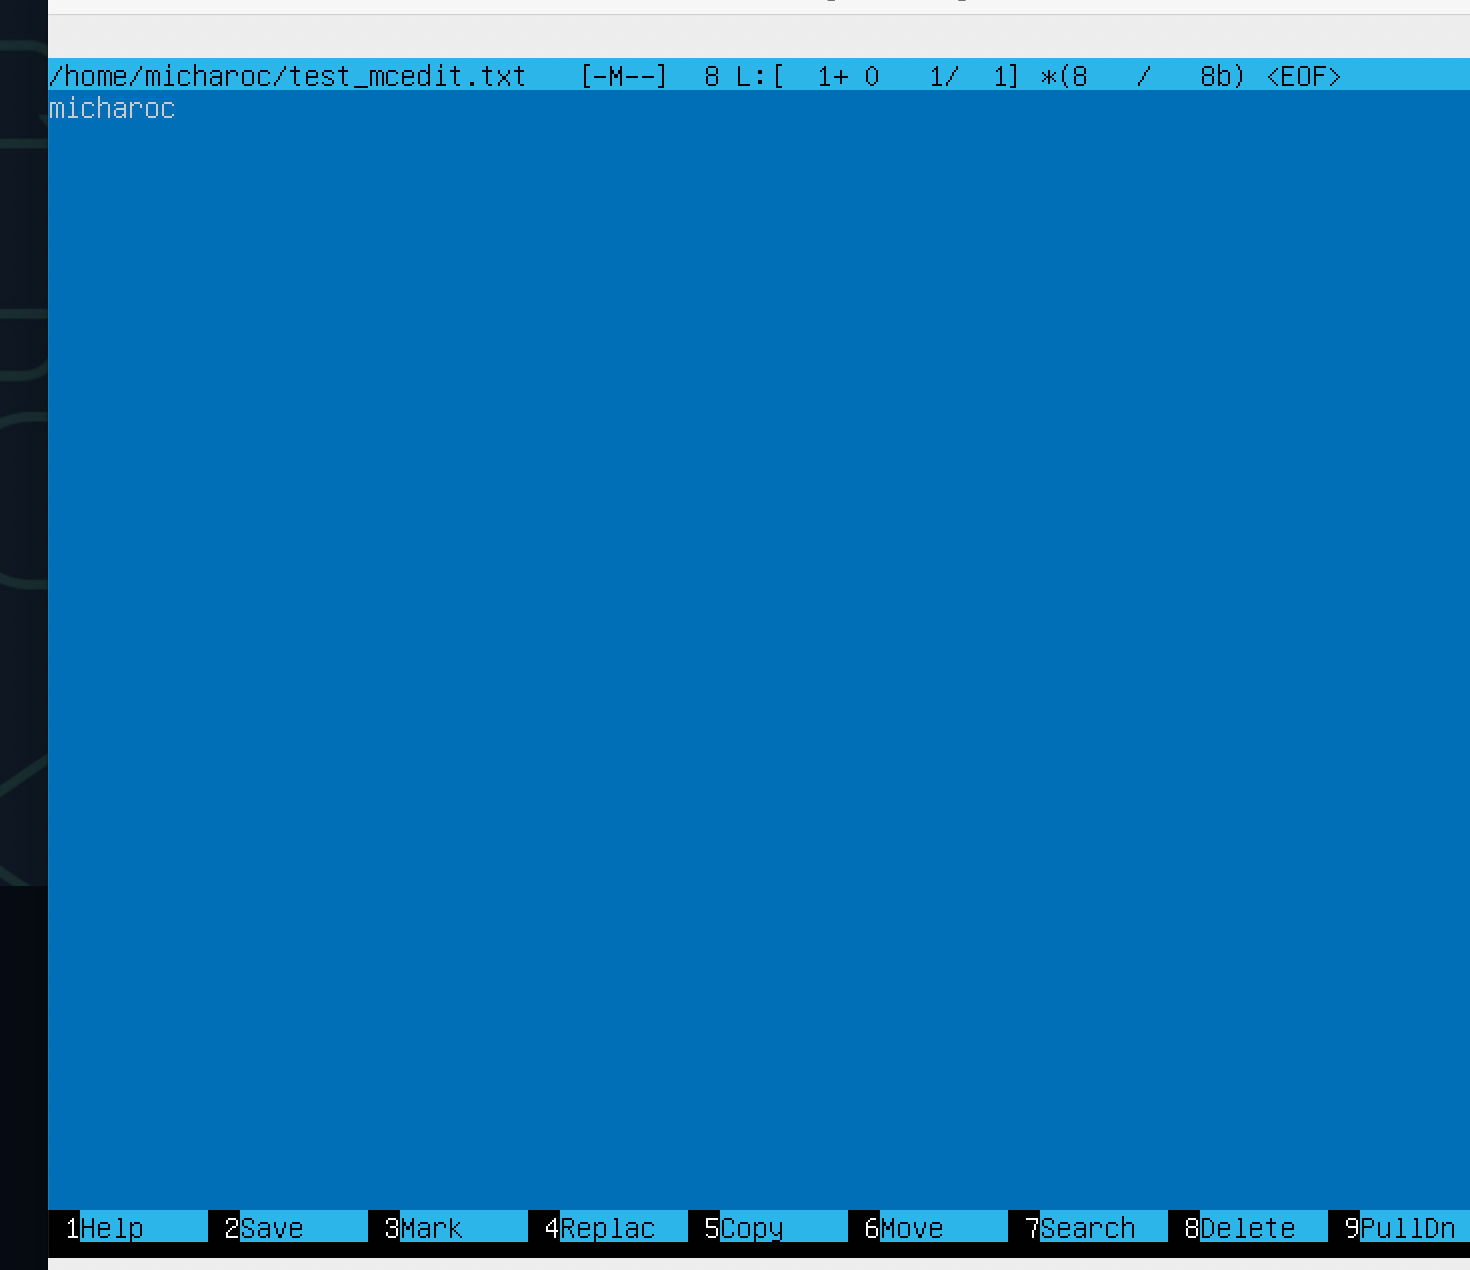 /home/micharoc/test_mcedit.txt [-M--] 8 L:[ 1+ 0 1/ 1] *(8 / 8b) <EOF>
micharoc
1Help 2Save 3Mark 4Replac 5Copy 6Move 7Search 8Delete 9PullDn